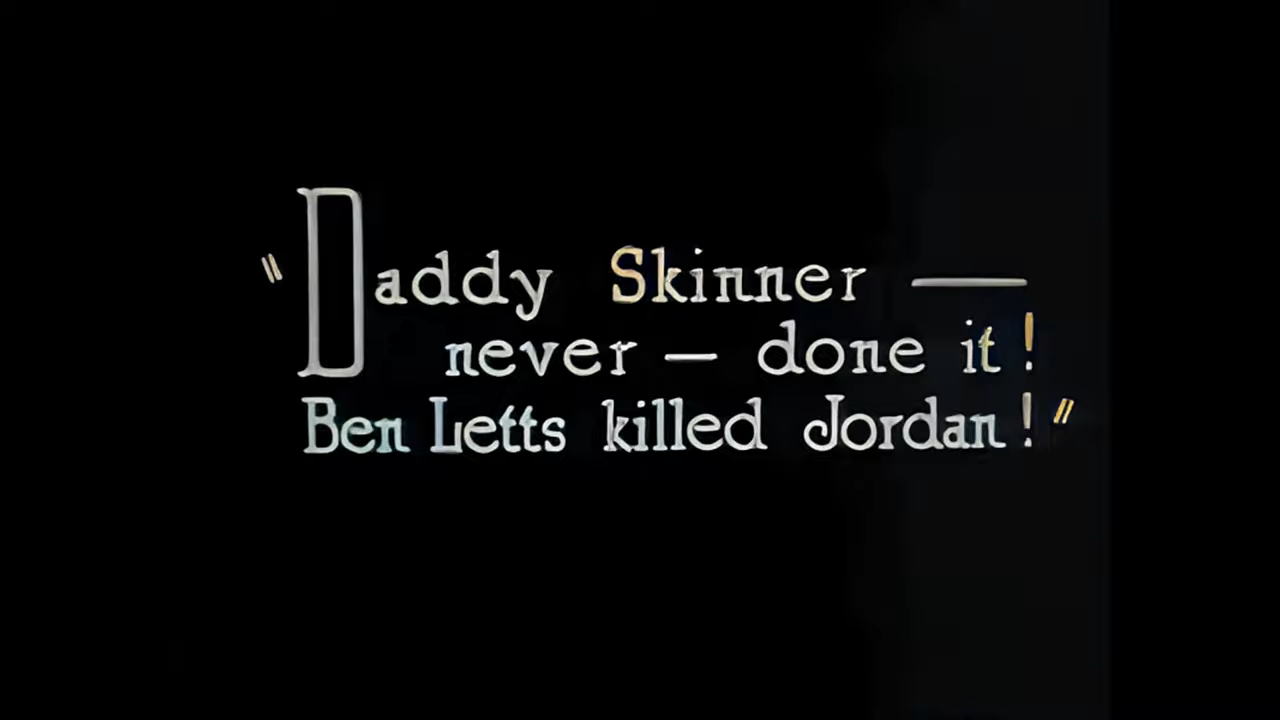 "Daddy Skinner —
never — done it!
Ben Letts killed Jordan!"